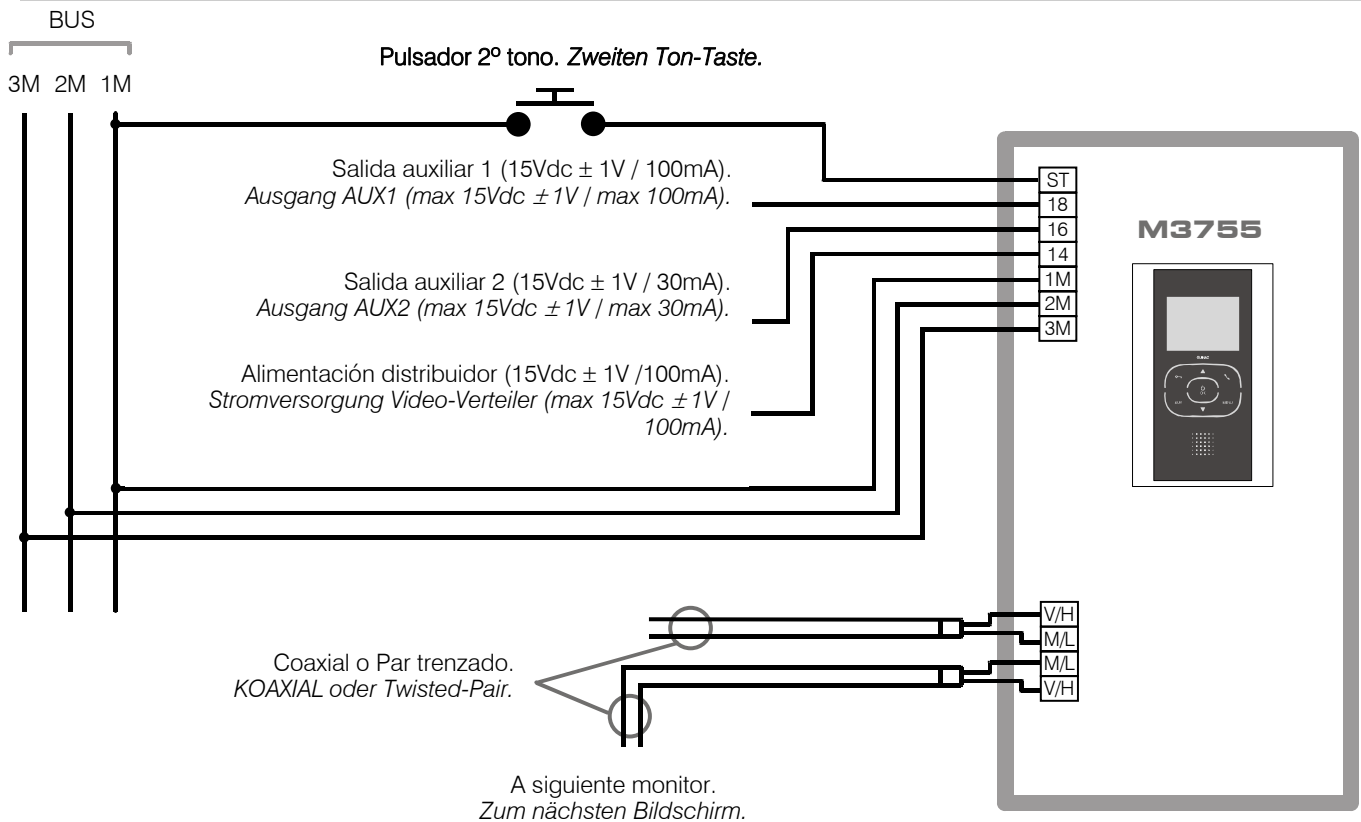 BUS
3M 2M 1M
Pulsador 2º tono. Zweiten Ton-Taste.
Salida auxiliar 1 (15Vdc ± 1V / 100mA).
Ausgang AUX1 (max 15Vdc ±1V / max 100mA).
Salida auxiliar 2 (15Vdc ± 1V / 30mA).
Ausgang AUX2 (max 15Vdc ±1V / max 30mA).
Alimentación distribuidor (15Vdc ± 1V /100mA).
Stromversorgung Video-Verteiler (max 15Vdc ±1V /
100mA).
ST
18
16
14
1M
2M
3M
M3755
V/H
M/L
M/L
V/H
Coaxial o Par trenzado.
KOAXIAL oder Twisted-Pair.
A siguiente monitor.
Zum nächsten Bildschirm.